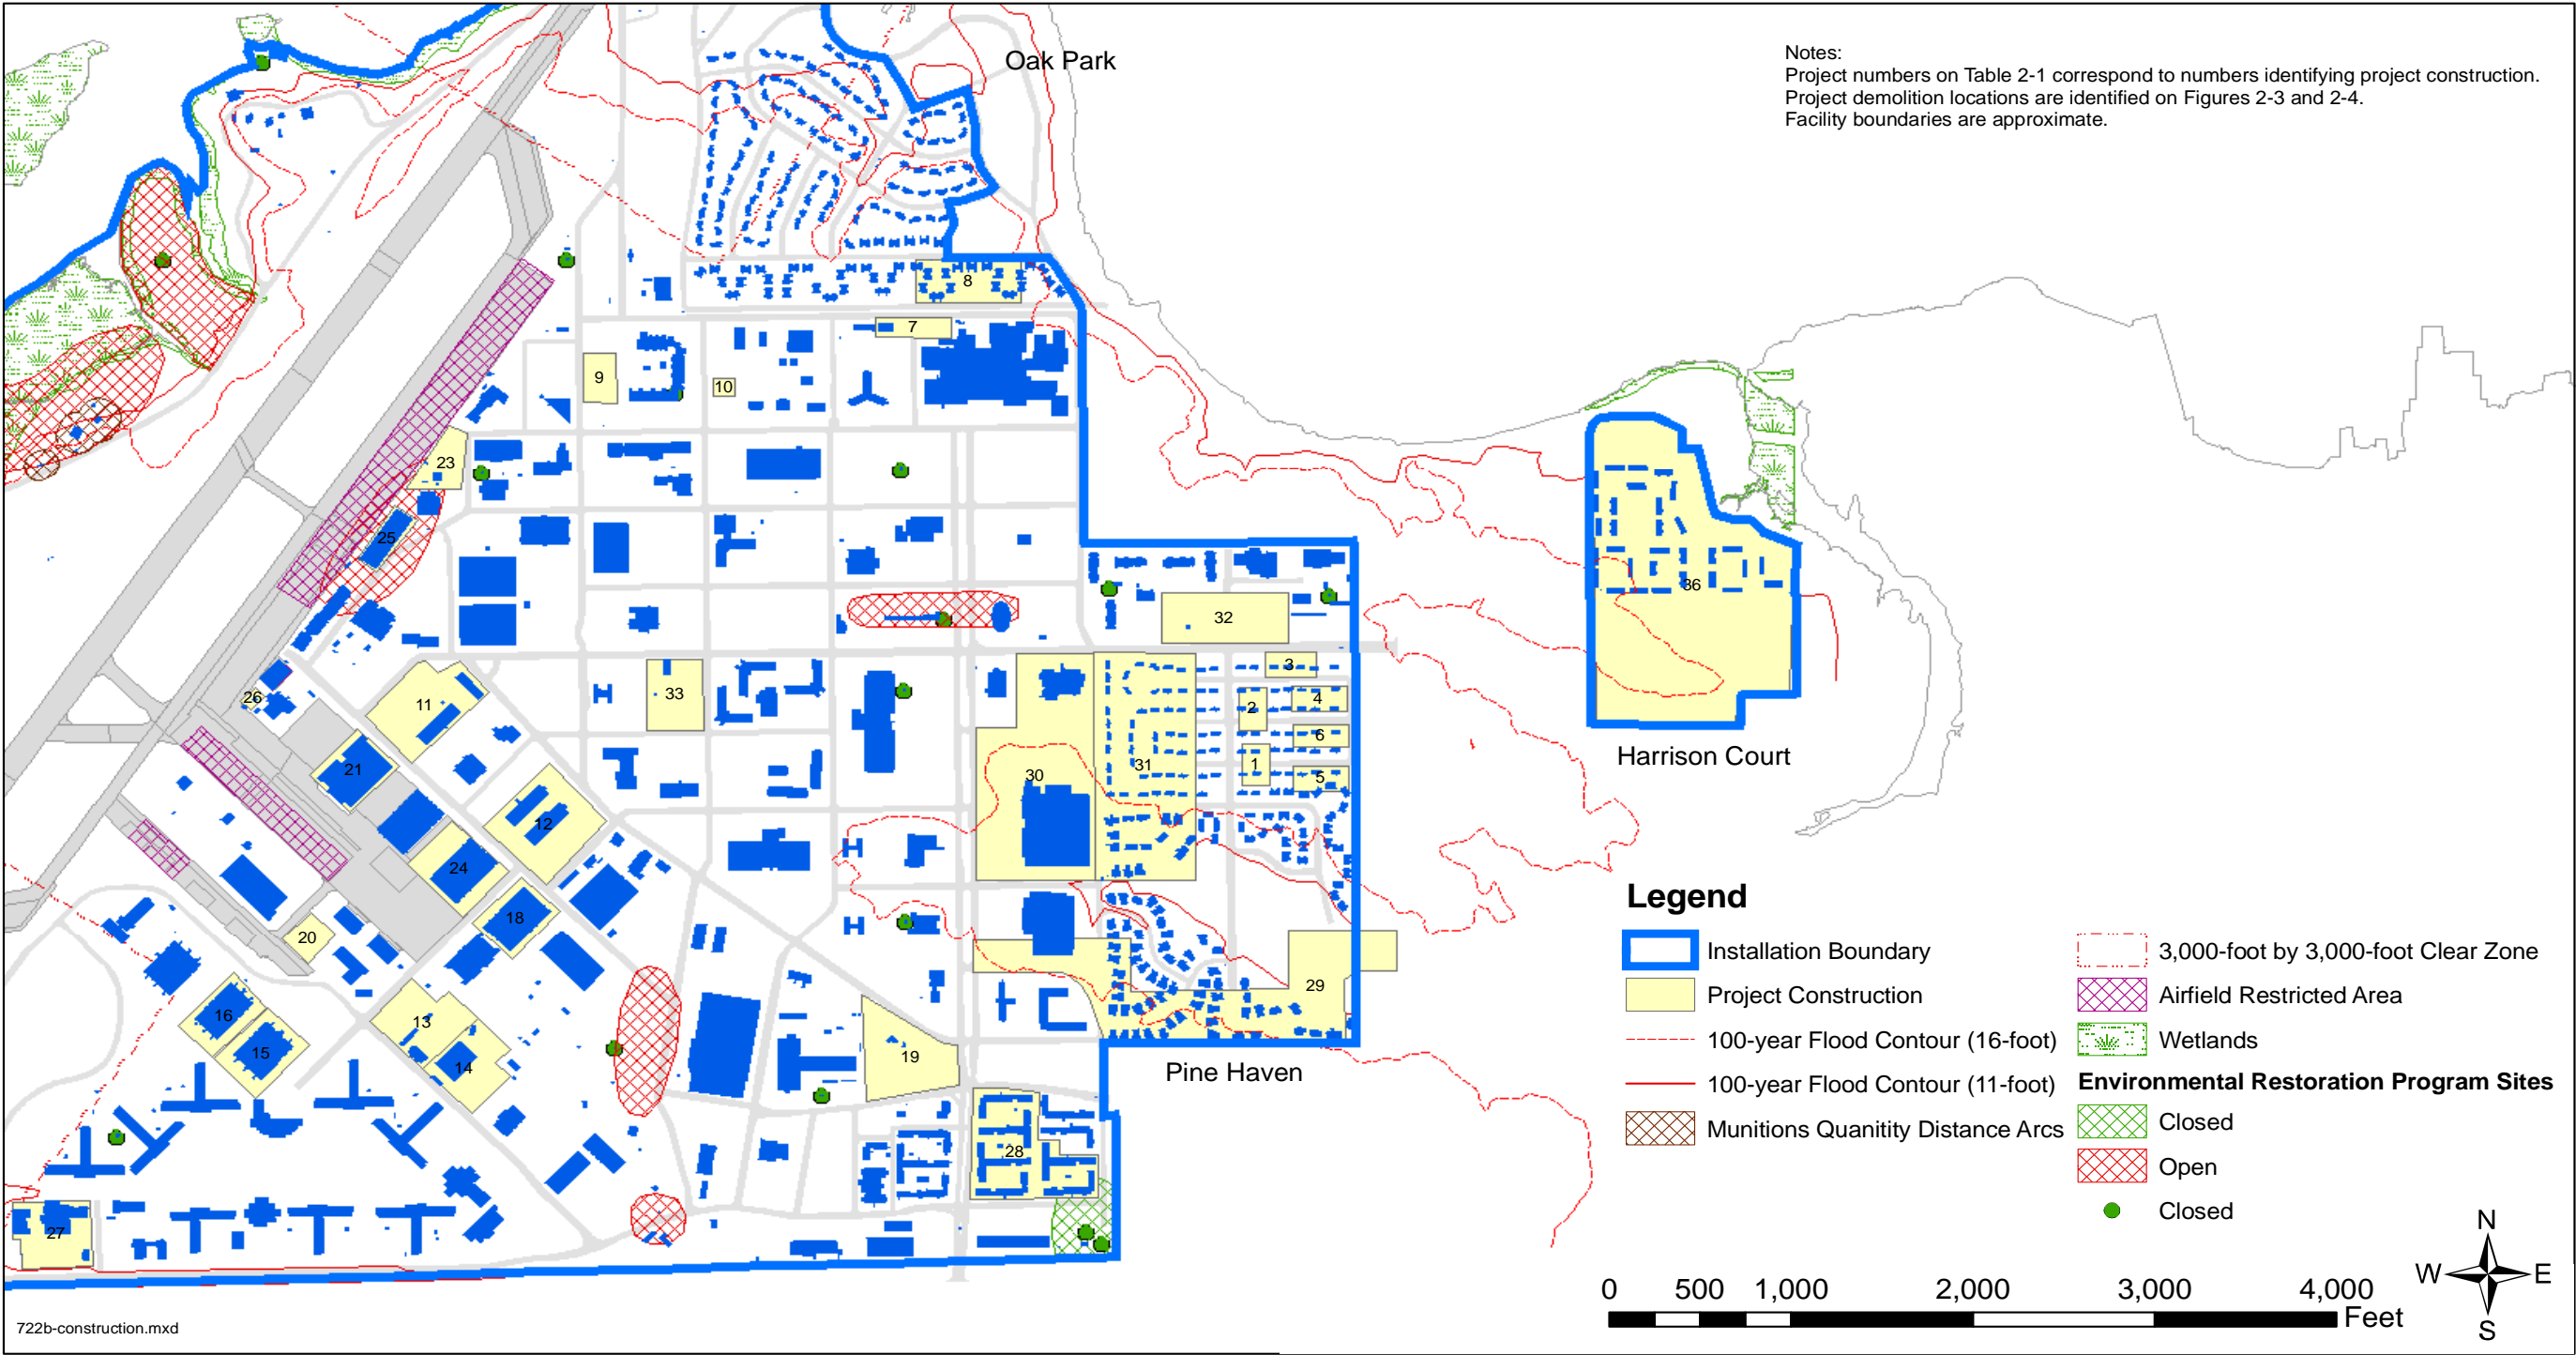 Oak Park
Notes:
Project numbers on Table 2-1 correspond to numbers identifying project construction.
Project demolition locations are identified on Figures 2-3 and 2-4.
Facility boundaries are approximate.
8
7
9
10
23
25
36
32
3
33
26
11
2
4
6
31
1
30
5
21
12
24
18
20
29
16
13
15
14
19
28
27
Harrison Court
Pine Haven
Legend
Installation Boundary
Project Construction
100-year Flood Contour (16-foot)
100-year Flood Contour (11-foot)
Munitions Quanitity Distance Arcs
3,000-foot by 3,000-foot Clear Zone
Airfield Restricted Area
Wetlands
Environmental Restoration Program Sites
Closed
Open
Closed
N
W E
S
0 500 1,000 2,000 3,000 4,000
Feet
722b-construction.mxd